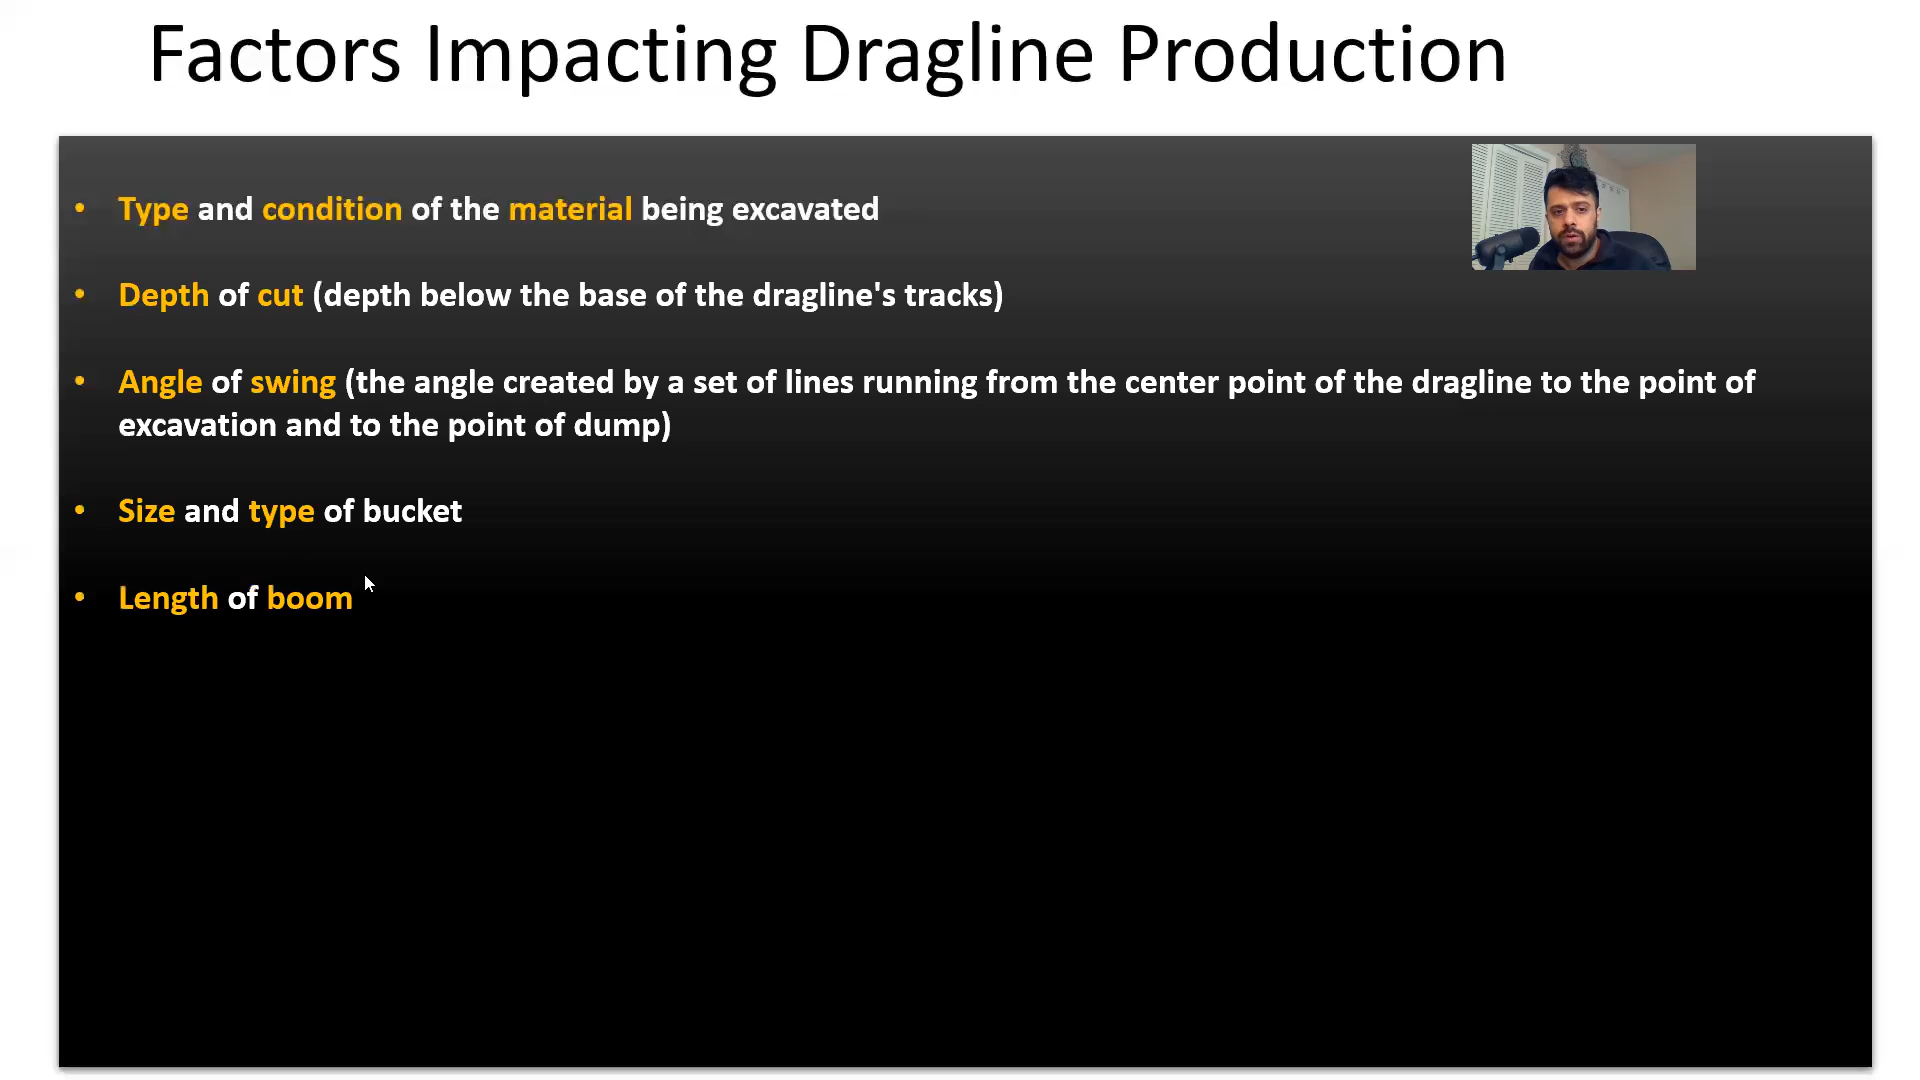 Factors Impacting Dragline Production
• Type and condition of the material being excavated
• Depth of cut (depth below the base of the dragline's tracks)
• Angle of swing (the angle created by a set of lines running from the center point of the dragline to the point of
excavation and to the point of dump)
• Size and type of bucket
• Length of boom